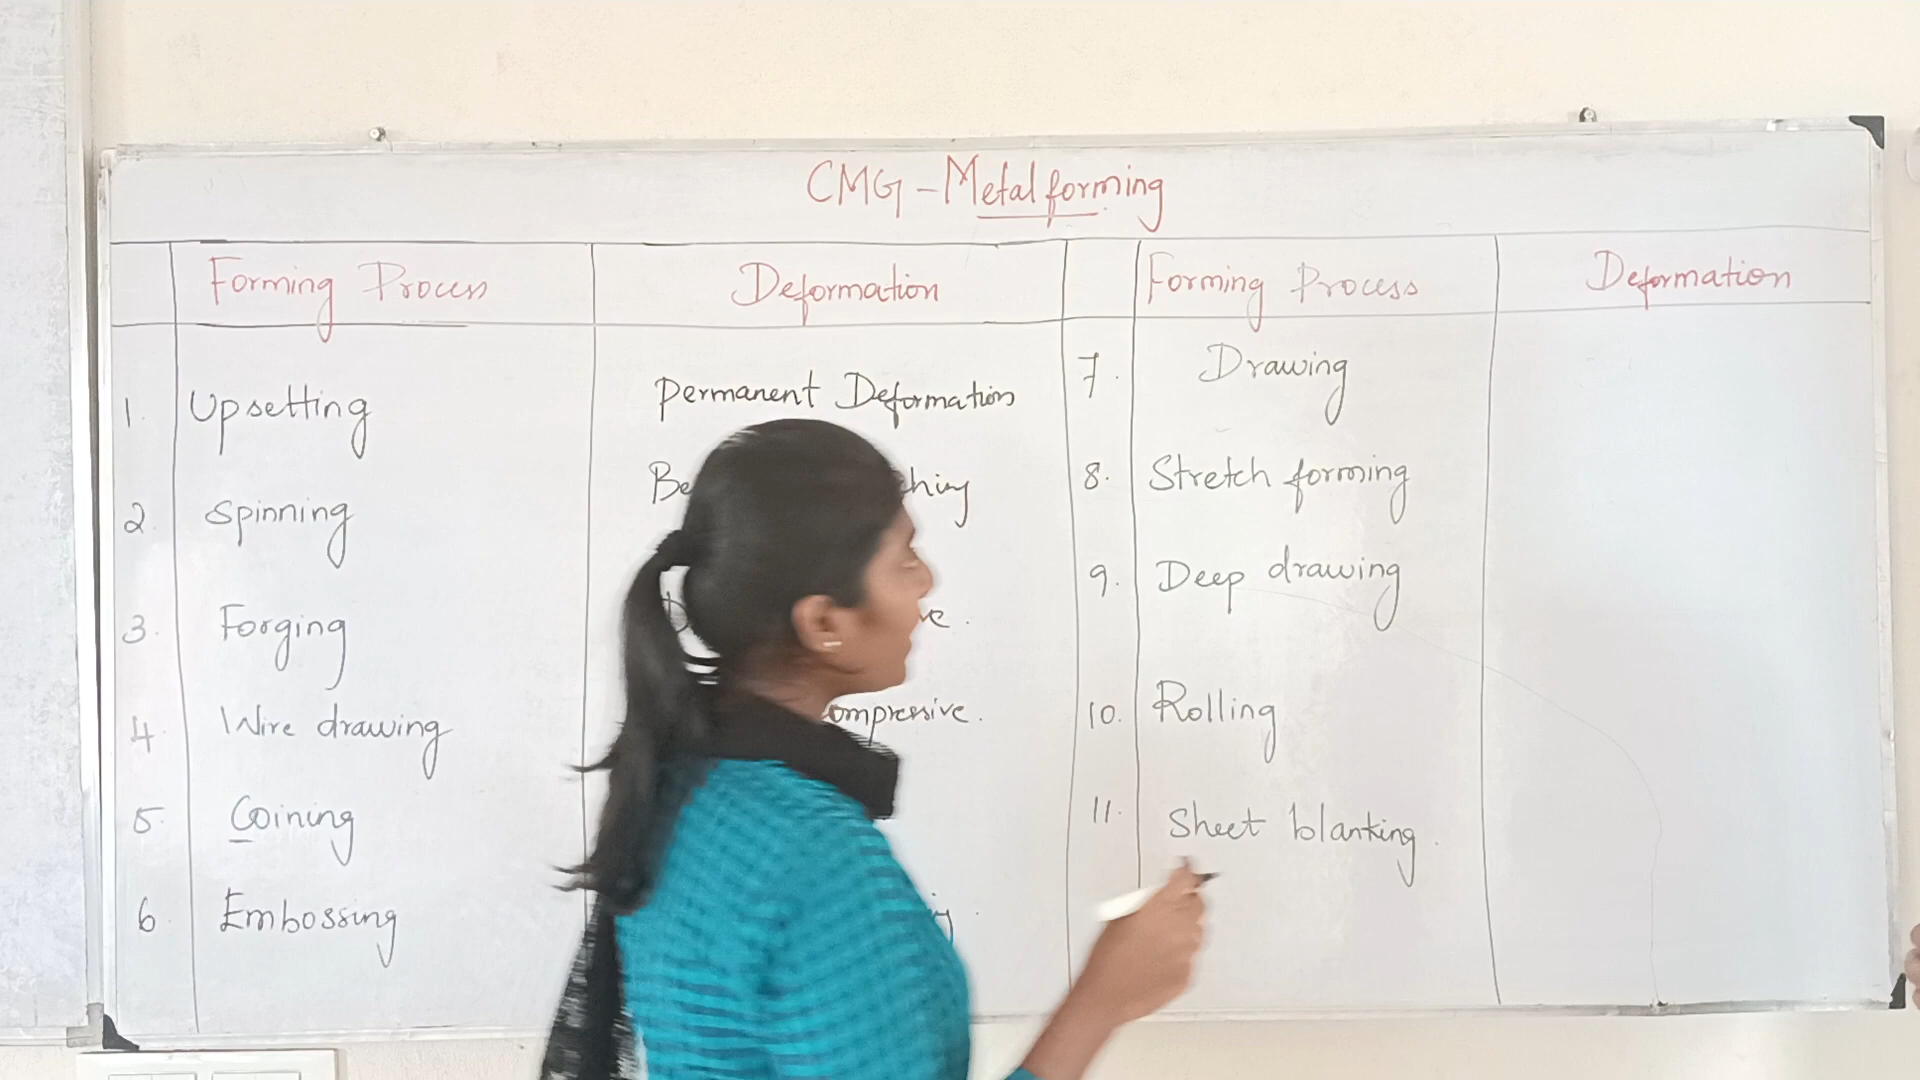 CMG - Metal forming
Forming Process Deformation Forming Process Deformation
1. Upsetting Permanent Deformation
2. Spinning
3. Forging
4. Wire drawing
5. Coining
6. Embossing
7. Drawing
8. Stretch forming
9. Deep drawing
10. Rolling
11. Sheet blanking.